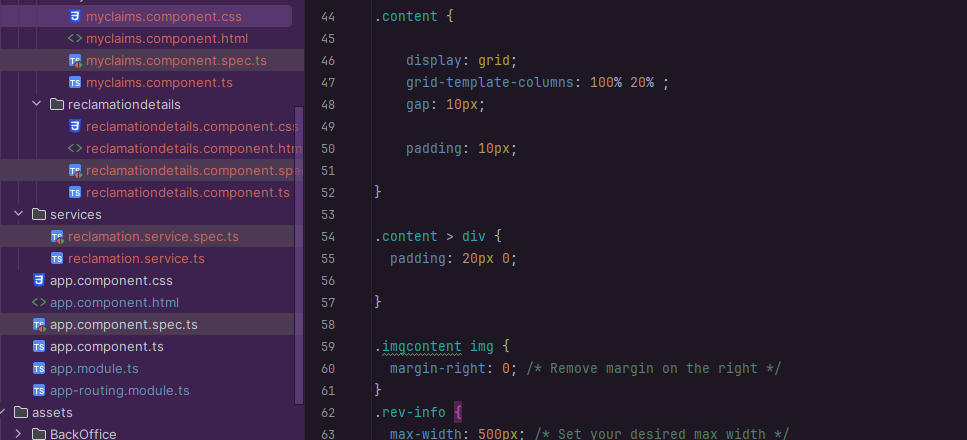 myclaims.component.css
myclaims.component.html
myclaims.component.spec.ts
myclaims.component.ts
reclamationdetails
reclamationdetails.component.css
reclamationdetails.component.htm
reclamationdetails.component.spe
reclamationdetails.component.ts
services
reclamation.service.spec.ts
reclamation.service.ts
app.component.css
app.component.html
app.component.spec.ts
app.component.ts
app.module.ts
app-routing.module.ts
assets
BackOffice
44 .content {
45
46 display: grid;
47 grid-template-columns: 100% 20% ;
48 gap: 10px;
49
50 padding: 10px;
51
52 }
53
54 .content > div {
55 padding: 20px 0;
56
57 }
58
59 .imgcontent img {
60 margin-right: 0; /* Remove margin on the right */
61 }
62 .rev-info {
63 max-width: 500px; /* Set your desired max width */